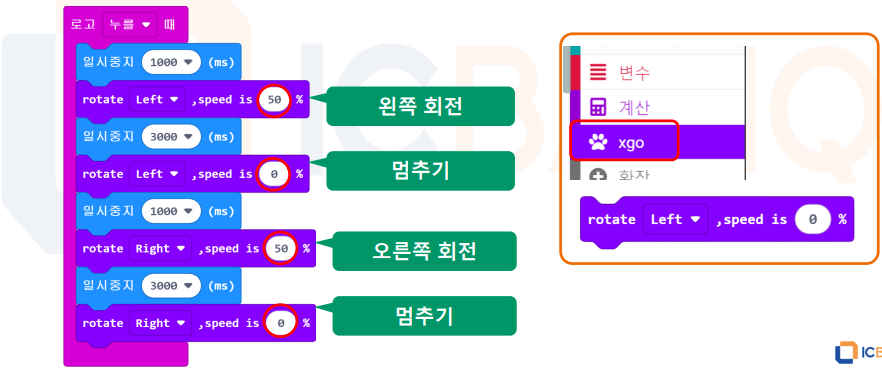 로고 누를 때
일시중지 1000 (ms)
rotate Left ,speed is 50 %
왼쪽 회전
일시중지 3000 (ms)
rotate Left ,speed is 0 %
멈추기
일시중지 1000 (ms)
rotate Right ,speed is 50 %
오른쪽 회전
일시중지 3000 (ms)
rotate Right ,speed is 0 %
멈추기
변수
계산
xgo
rotate Left ,speed is 0 %